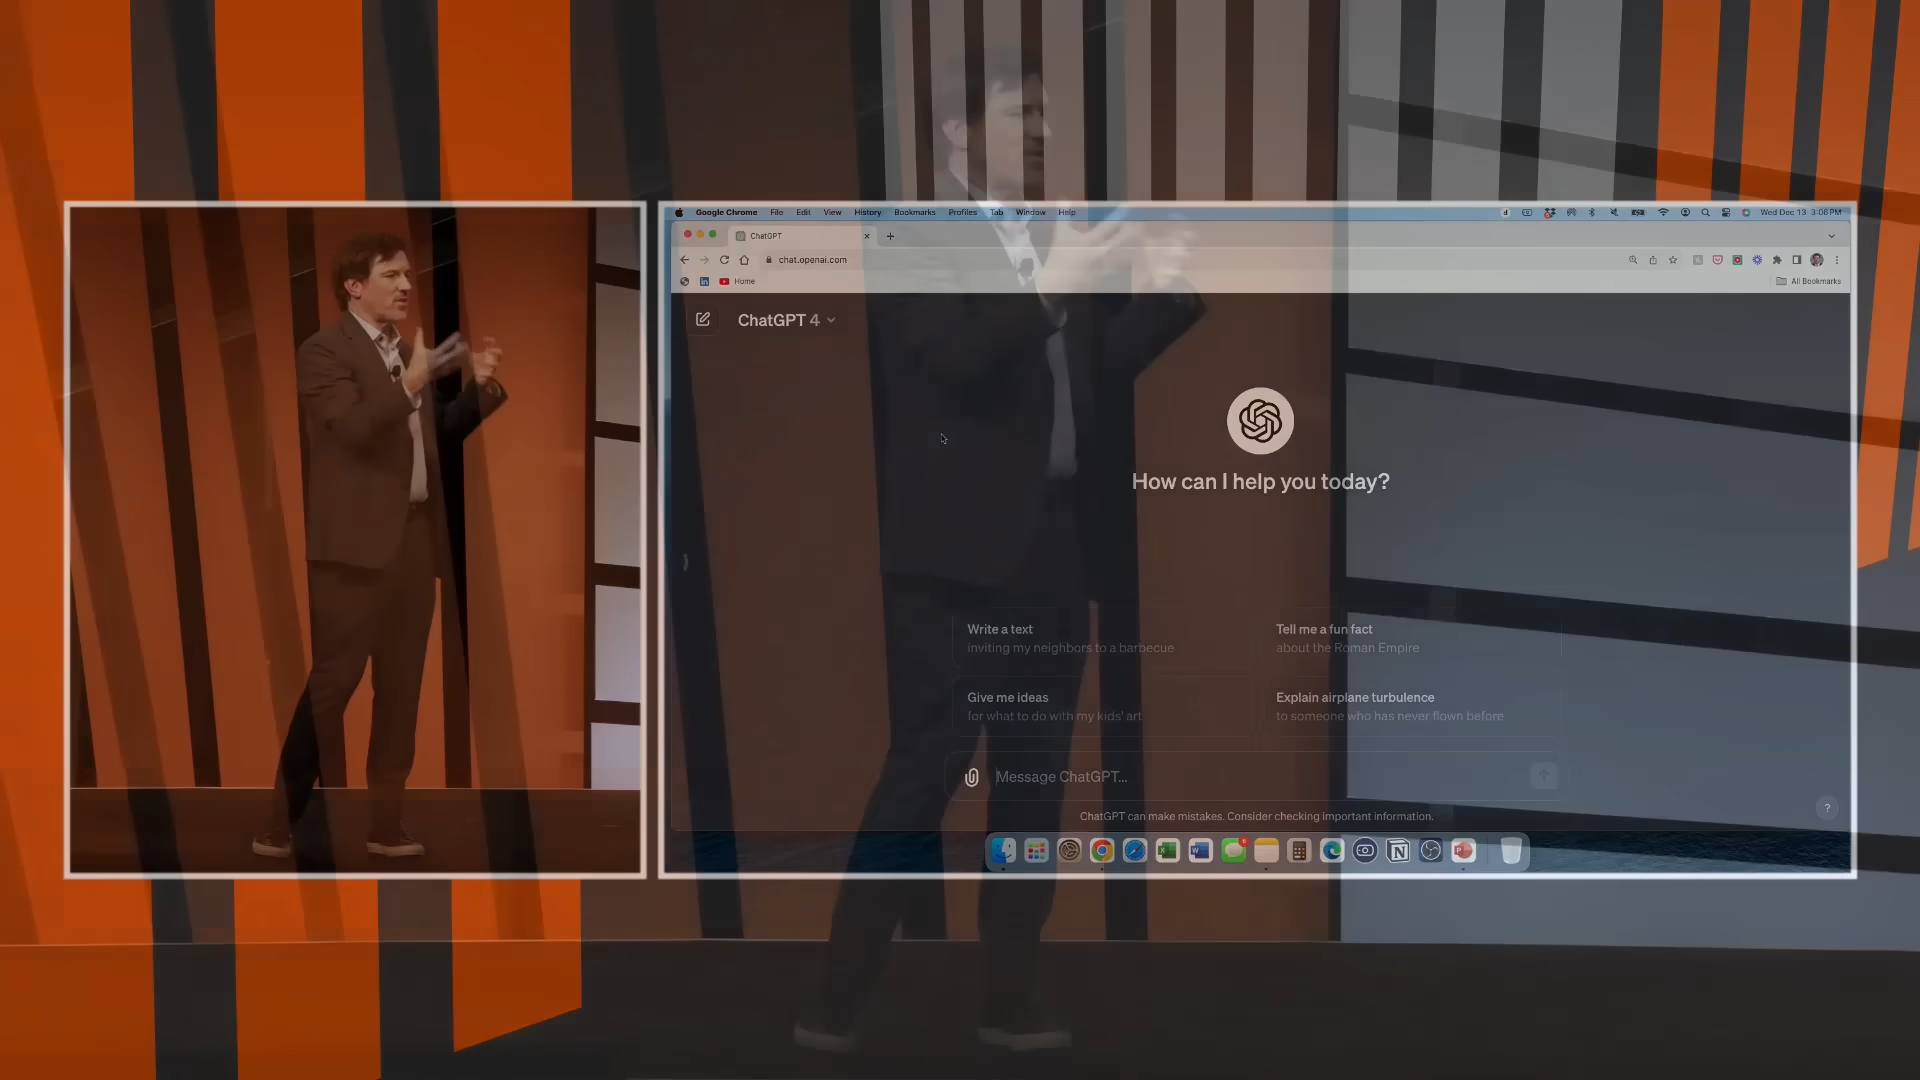 Google Chrome File Edit View History Bookmarks Profiles Tab Window Help
Wed Dec 13 3:06 PM
ChatGPT
chat.openai.com
Home
All Bookmarks
ChatGPT 4
How can I help you today?
Write a text
inviting my neighbors to a barbecue
Tell me a fun fact
about the Roman Empire
Give me ideas
for what to do with my kids' art
Explain airplane turbulence
to someone who has never flown before
Message ChatGPT...
?
ChatGPT can make mistakes. Consider checking important information.